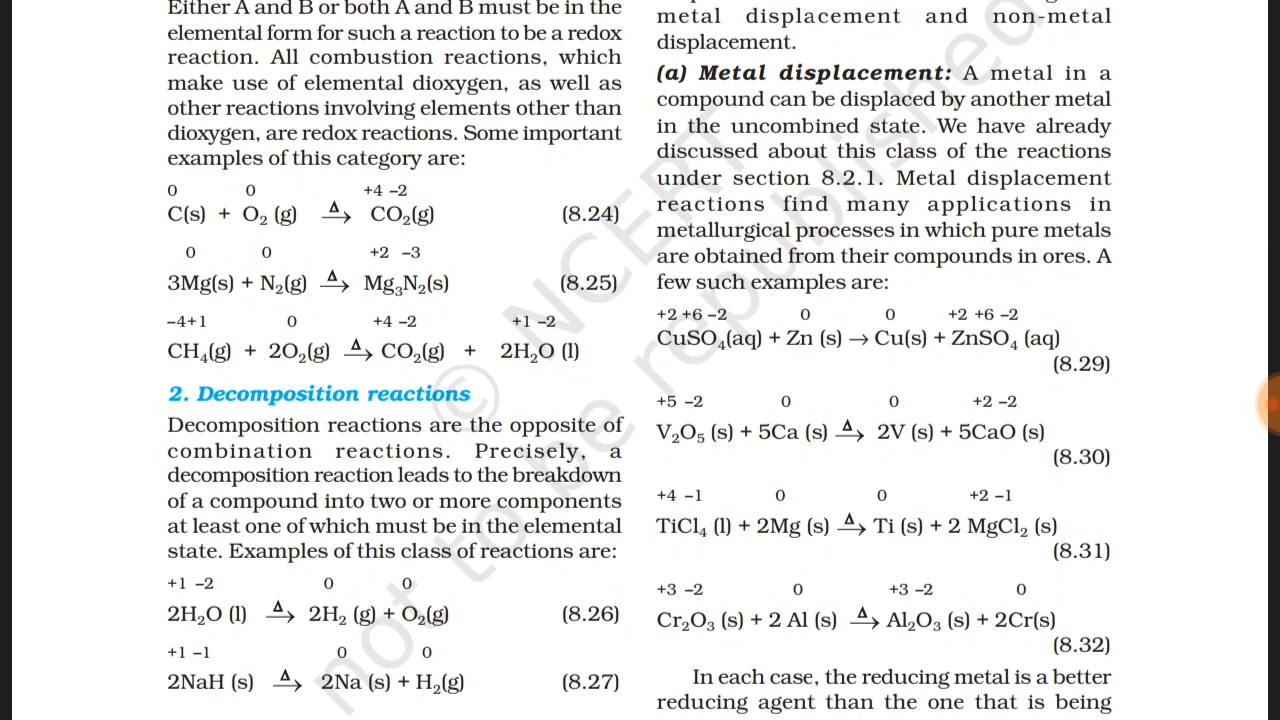 Either A and B or both A and B must be in the
elemental form for such a reaction to be a redox
reaction. All combustion reactions, which
make use of elemental dioxygen, as well as
other reactions involving elements other than
dioxygen, are redox reactions. Some important
examples of this category are:
0 0 +4 –2
C(s) + O₂ (g) →(Δ) CO₂(g) (8.24)
0 0 +2 –3
3Mg(s) + N₂(g) →(Δ) Mg₃N₂(s) (8.25)
–4+1 0 +4 –2 +1 –2
CH₄(g) + 2O₂(g) →(Δ) CO₂(g) + 2H₂O (l)
2. Decomposition reactions
Decomposition reactions are the opposite of
combination reactions. Precisely, a
decomposition reaction leads to the breakdown
of a compound into two or more components
at least one of which must be in the elemental
state. Examples of this class of reactions are:
+1 –2 0 0
2H₂O (l) →(Δ) 2H₂ (g) + O₂(g) (8.26)
+1 –1 0 0
2NaH (s) →(Δ) 2Na (s) + H₂(g) (8.27)
metal displacement and non-metal
displacement.
(a) Metal displacement: A metal in a
compound can be displaced by another metal
in the uncombined state. We have already
discussed about this class of the reactions
under section 8.2.1. Metal displacement
reactions find many applications in
metallurgical processes in which pure metals
are obtained from their compounds in ores. A
few such examples are:
+2 +6 –2 0 0 +2 +6 –2
CuSO₄(aq) + Zn (s) → Cu(s) + ZnSO₄ (aq)
(8.29)
+5 –2 0 0 +2 –2
V₂O₅ (s) + 5Ca (s) →(Δ) 2V (s) + 5CaO (s)
(8.30)
+4 –1 0 0 +2 –1
TiCl₄ (l) + 2Mg (s) →(Δ) Ti (s) + 2 MgCl₂ (s)
(8.31)
+3 –2 0 +3 –2 0
Cr₂O₃ (s) + 2 Al (s) →(Δ) Al₂O₃ (s) + 2Cr(s)
(8.32)
In each case, the reducing metal is a better
reducing agent than the one that is being
© NCERT
not to be republished